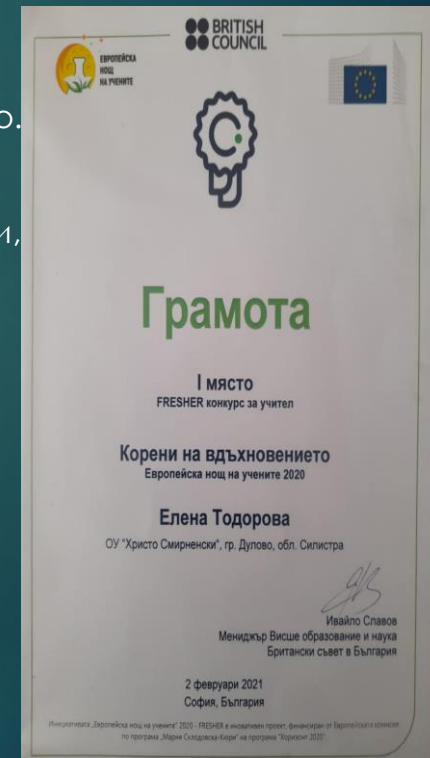 BRITISH
COUNCIL
ЕВРОПЕЙСКА
НОЩ
НА УЧЕНИТЕ
о.
и,
Грамота
I място
FRESHER конкурс за учител
Корени на вдъхновението
Европейска нощ на учените 2020
Елена Тодорова
ОУ "Христо Смирненски", гр. Дулово, обл. Силистра
Ивайло Славов
Мениджър Висше образование и наука
Британски съвет в България
2 февруари 2021
София, България
Инициативата „Европейска нощ на учените" 2020 - FRESHER е иновативен проект, финансиран от Европейската комисия
по програма „Мария Склодовска-Кюри" на програма "Хоризонт 2020"